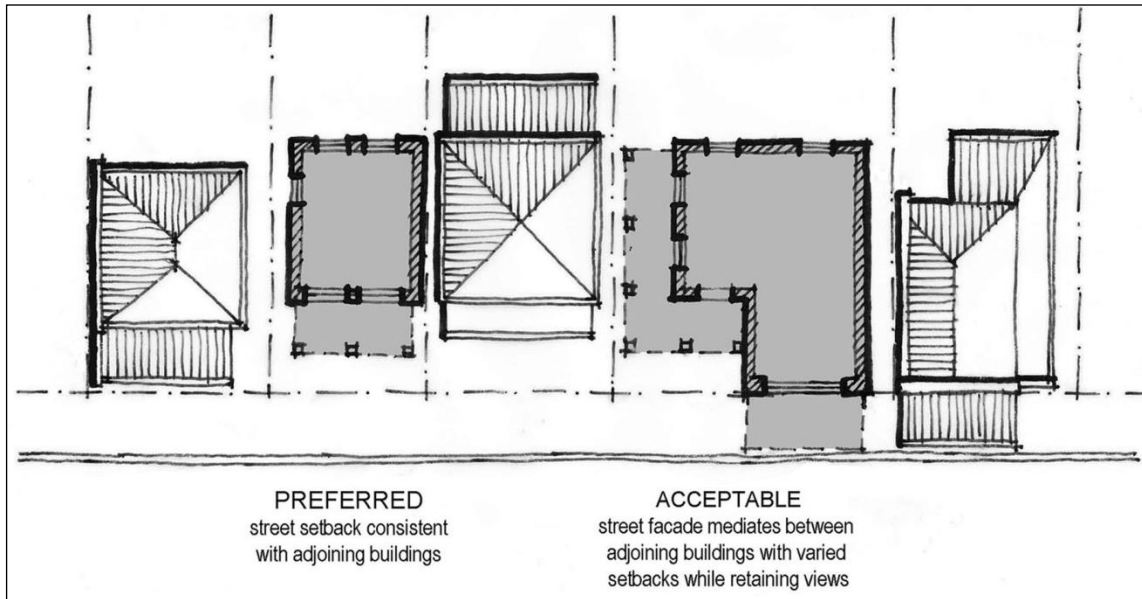 PREFERRED
street setback consistent
with adjoining buildings
ACCEPTABLE
street facade mediates between
adjoining buildings with varied
setbacks while retaining views